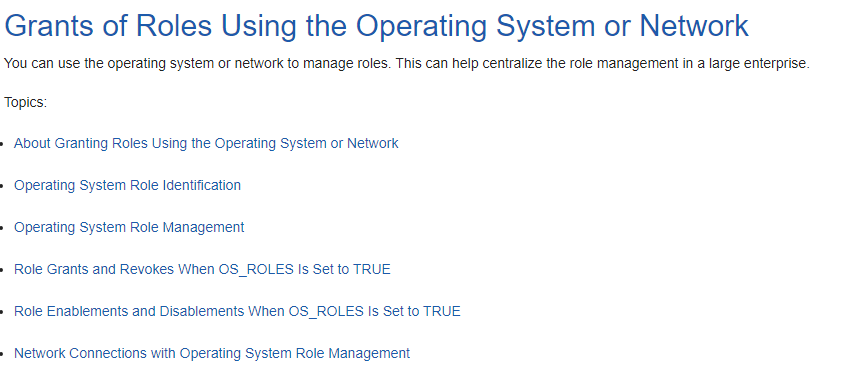 Grants of Roles Using the Operating System or Network
You can use the operating system or network to manage roles. This can help centralize the role management in a large enterprise.
Topics:
About Granting Roles Using the Operating System or Network
Operating System Role Identification
Operating System Role Management
Role Grants and Revokes When OS_ROLES Is Set to TRUE
Role Enablements and Disablements When OS_ROLES Is Set to TRUE
Network Connections with Operating System Role Management